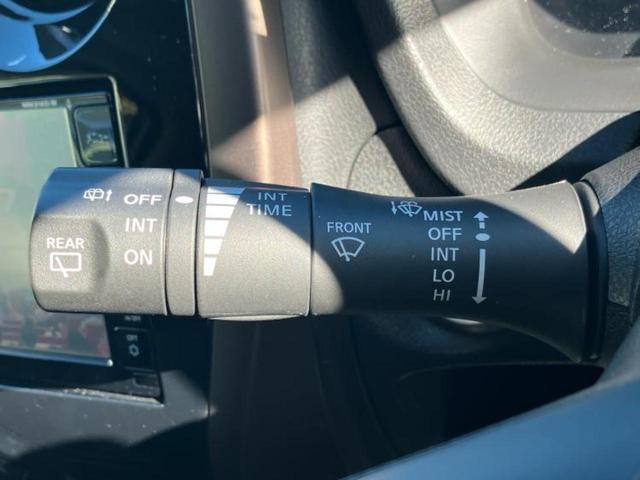 OFF
INT
ON
REAR
INT
TIME
FRONT
MIST
OFF
INT
LO
HI